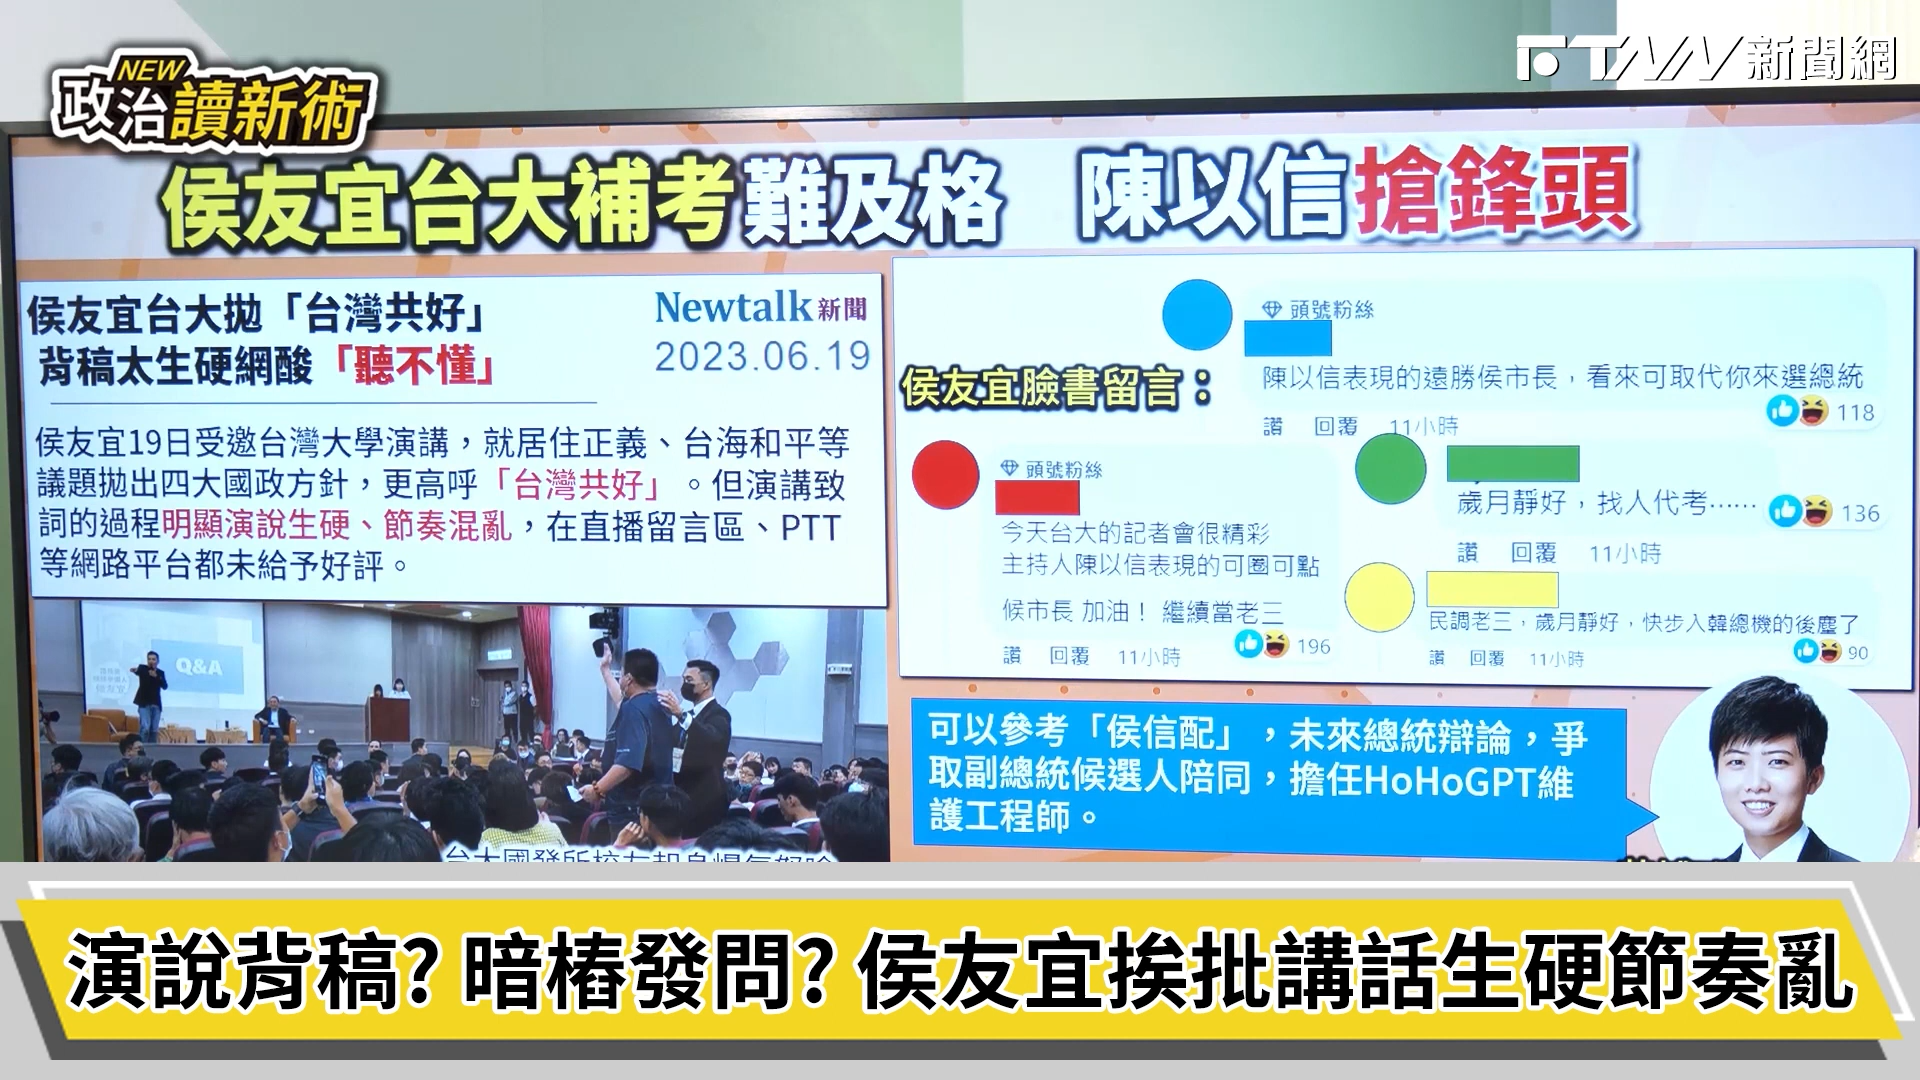 NEW
政治讀新術
FTNN 新聞網
侯友宜台大補考難及格 陳以信搶鋒頭
侯友宜台大拋「台灣共好」
背稿太生硬網酸「聽不懂」
Newtalk新聞
2023.06.19
侯友宜19日受邀台灣大學演講，就居住正義、台海和平等
議題拋出四大國政方針，更高呼「台灣共好」。但演講致
詞的過程明顯演說生硬、節奏混亂，在直播留言區、PTT
等網路平台都未給予好評。
Q&A
侯友宜臉書留言：
頭號粉絲
陳以信表現的遠勝侯市長，看來可取代你來選總統
讚 回覆 11小時
118
頭號粉絲
今天台大的記者會很精彩
主持人陳以信表現的可圈可點
候市長 加油！ 繼續當老三
讚 回覆 11小時
196
歲月靜好，找人代考……
136
讚 回覆 11小時
民調老三，歲月靜好，快步入韓總機的後塵了
讚 回覆 11小時
90
可以參考「侯信配」，未來總統辯論，爭
取副總統候選人陪同，擔任HoHoGPT維
護工程師。
演說背稿? 暗樁發問? 侯友宜挨批講話生硬節奏亂